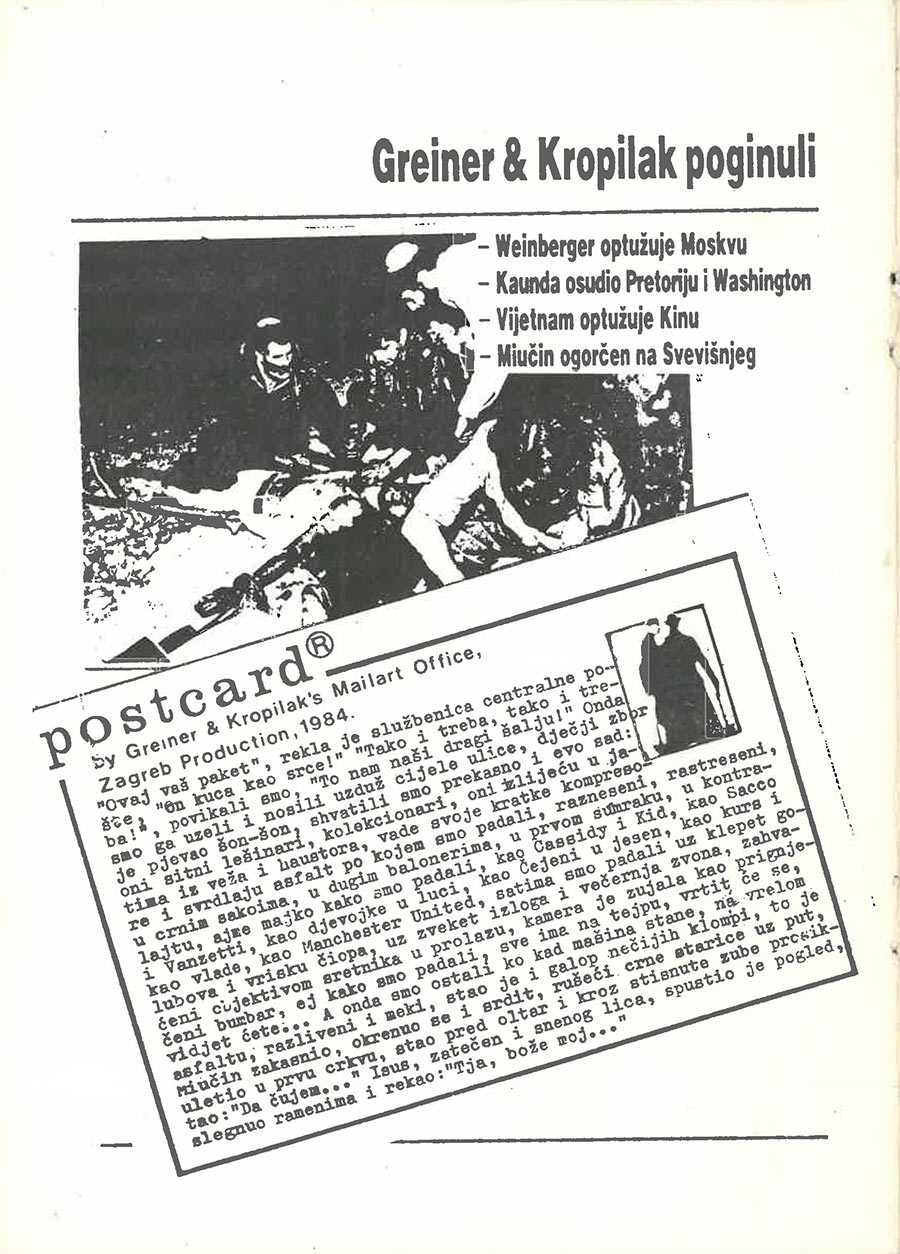 Greiner & Kropilak poginuli
– Weinberger optužuje Moskvu
– Kaunda osudio Pretoriju i Washington
– Vijetnam optužuje Kinu
– Miučin ogorčen na Svevišnjeg
postcard®
by Greiner & Kropilak's Mailart Office,
Zagreb Production, 1984.
"Ovaj vaš paket", rekla je službenica centralne po-
šte, "On kuca kao srce!" "Tako i treba, tako i tre-
ba!", povikali smo, "To nam naši dragi šalju!" Onda
smo ga uzeli i nosili uzduž cijele ulice, dječji zbor
je pjevao šon-šon, shvatili smo prekasno i evo sad:
oni sitni lešinari, kolekcionari, oni izlijeću u ja-
tima iz veža i haustora, vade svoje kratke kompreso-
re i svrdlaju asfalt po kojem smo padali, razneseni, rastreseni,
u crnim sakoima, u dugim balonerima, u prvom sumraku, u kontra-
lajtu, ajme majko kako smo padali, kao Cassidy i Kid, kao Sacco
i Vanzetti, kao djevojke u luci, kao Čejeni u jesen, kao kurs i
kao vlade, kao Manchester United, satima smo padali uz klepet go-
lubova i vrisku čiopa, uz zveket izloga i večernja zvona, zahva-
ćeni objektivom sretnika u prolazu, kamera je zujala kao prignje-
čeni bumbar, ej kako smo padali, sve ima na tejpu, vrtit će se,
vidjet ćete... A onda smo ostali ko kad mašina stane, na vrelom
asfaltu, razliveni i meki, stao je i galop nečijih klompi, to je
Miučin zakasnio, okrenuo se i srdit, rušeći crne starice uz put,
uletio u prvu crkvu, stao pred oltar i kroz stisnute zube prosik-
tao:"Da čujem..." Isus, zatečen i snenog lica, spustio je pogled,
slegnuo ramenima i rekao:"Tja, bože moj..."